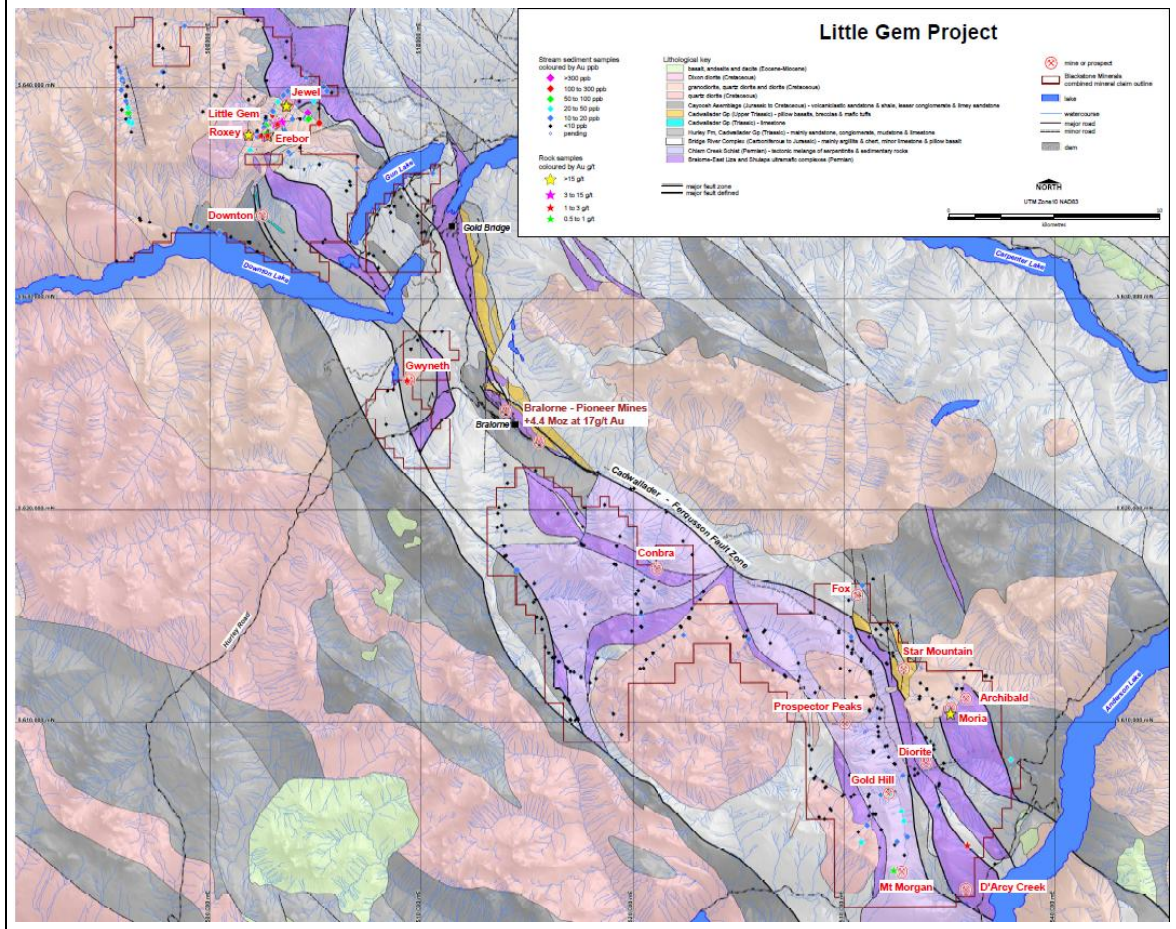 Little Gem Project
Stream sediment samples
coloured by Au ppb
>300 ppb
100 to 300 ppb
50 to 100 ppb
20 to 50 ppb
10 to 20 ppb
<10 ppb
pending
Rock samples
coloured by Au g/t
>15 g/t
3 to 15 g/t
1 to 3 g/t
0.5 to 1 g/t
Lithological key
basalt, andesite and dacite (Eocene-Miocene)
Dixon diorite (Cretaceous)
granodiorite, quartz diorite and diorite (Cretaceous)
quartz diorite (Cretaceous)
Cayoosh Assemblage (Jurassic to Cretaceous) - volcaniclastic sandstone & shale, lesser conglomerate & limey sandstone
Cadwallader Gp (Upper Triassic) - pillow basalts, breccias & mafic tuffs
Cadwallader Gp (Triassic) - limestone
Hurley Fm, Cadwallader Gp (Triassic) - mainly sandstone, conglomerate, mudstone & limestone
Bridge River Complex (Carboniferous to Jurassic) - mainly argillite & chert, minor limestone & pillow basalt
Chism Creek Schist (Permian) - tectonic melange of serpentinite & sedimentary rocks
Bralorne-East Liza and Shulaps ultramafic complexes (Permian)
major fault zone
major fault defined
mine or prospect
Blackstone Minerals
combined mineral claim outline
lake
watercourse
major road
minor road
dam
NORTH
UTM Zone10 NAD83
0
10
kilometres
Jewel
Little Gem
Roxey
Erebor
Gun Lake
Downton
Gold Bridge
Downton Lake
Carpenter Lake
Gwyneth
Bralorne - Pioneer Mines
+4.4 Moz at 17g/t Au
Bralorne
Cadwallader - Fergusson Fault Zone
Conbra
Fox
Hurley Road
Star Mountain
Archibald
Moria
Prospector Peaks
Anderson Lake
Diorite
Gold Hill
Mt Morgan
D'Arcy Creek
5,620,000 mN
5,610,000 mN